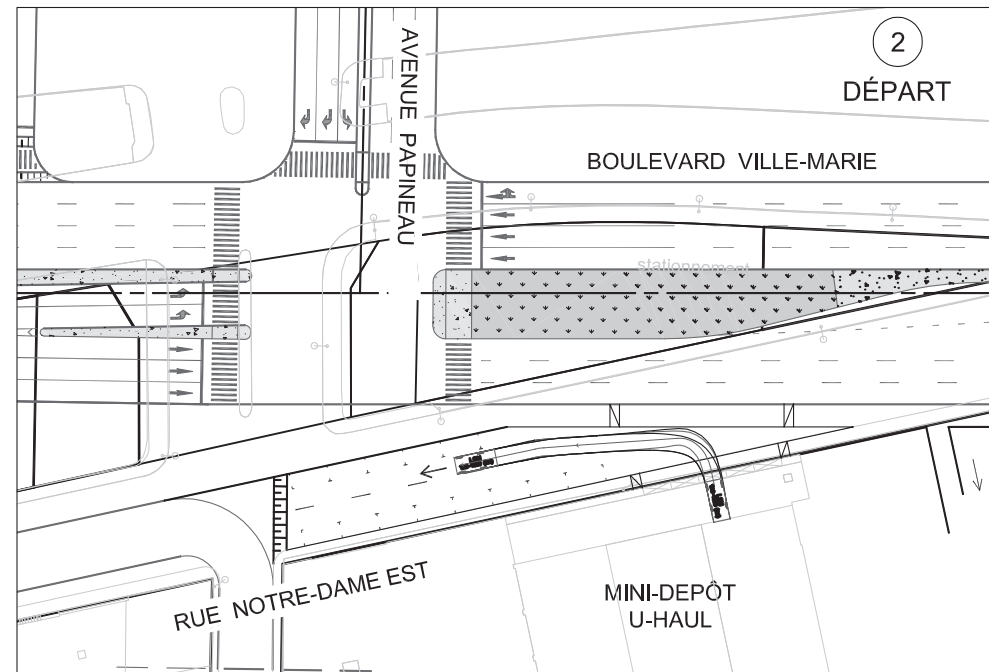 2
DÉPART
AVENUE PAPINEAU
BOULEVARD VILLE-MARIE
stationnement
RUE NOTRE-DAME EST
MINI-DEPÔT
U-HAUL